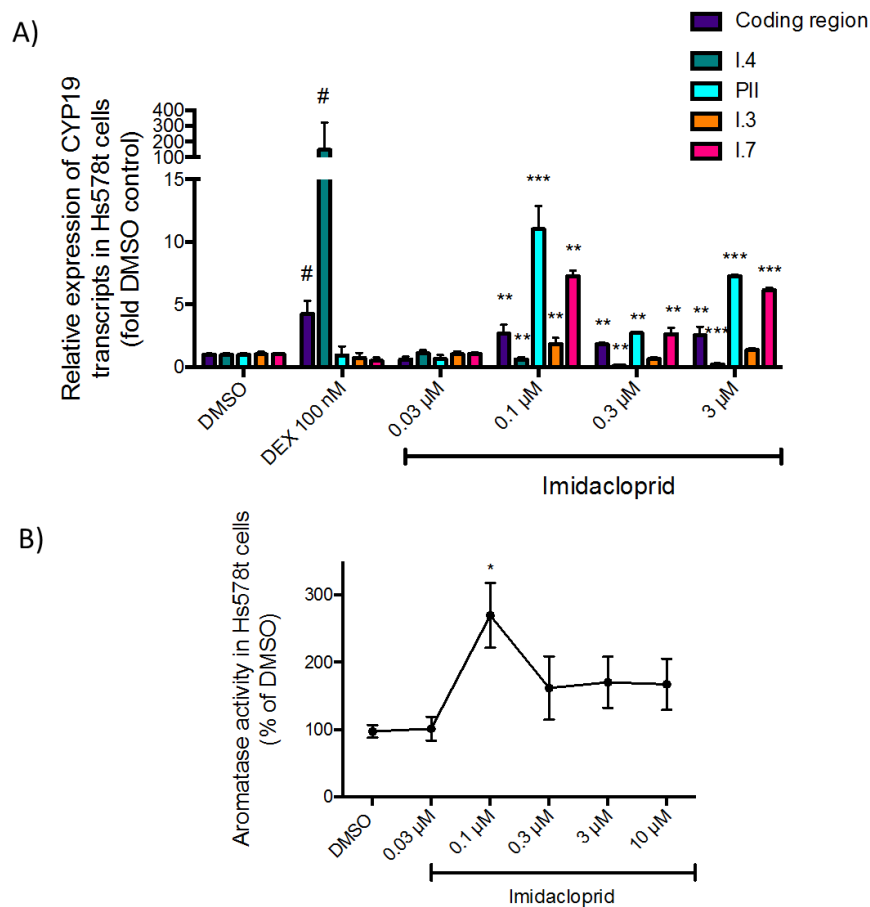 A)
Coding region
I.4
PII
I.3
I.7
Relative expression of CYP19
transcripts in Hs578t cells
(fold DMSO control)
400
300
200
100
15
10
5
0
#
#
**
**
***
**
**
**
**
**
**
**
***
***
***
DMSO
DEX 100 nM
0.03 µM
0.1 µM
0.3 µM
3 µM
Imidacloprid
B)
Aromatase activity in Hs578t cells
(% of DMSO)
300
200
100
0
*
DMSO
0.03 µM
0.1 µM
0.3 µM
3 µM
10 µM
Imidacloprid